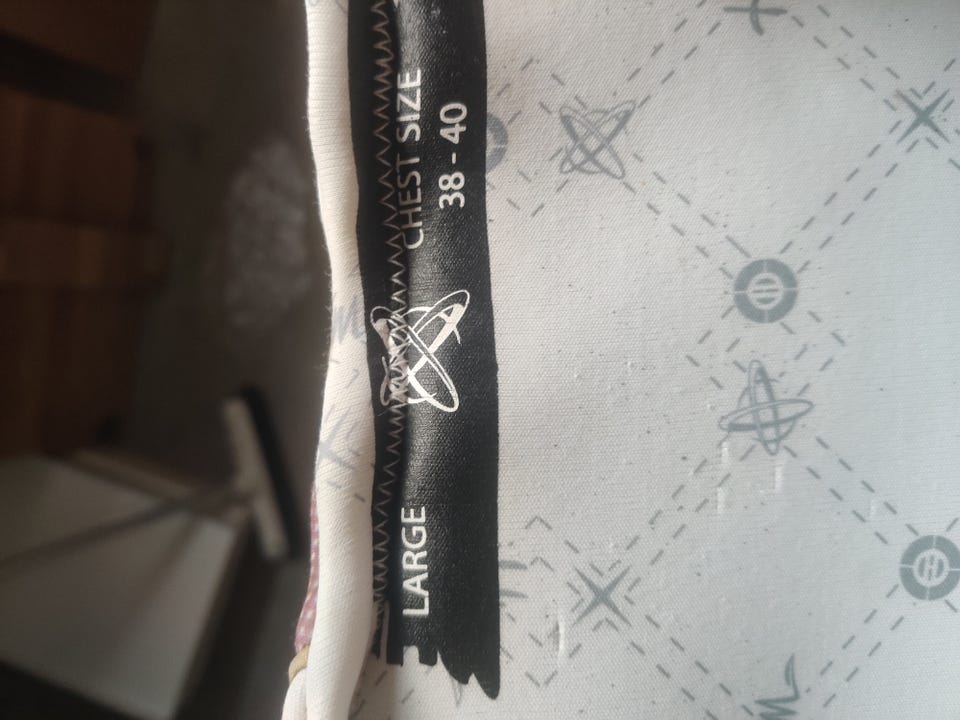 LARGE
CHEST SIZE
38 - 40